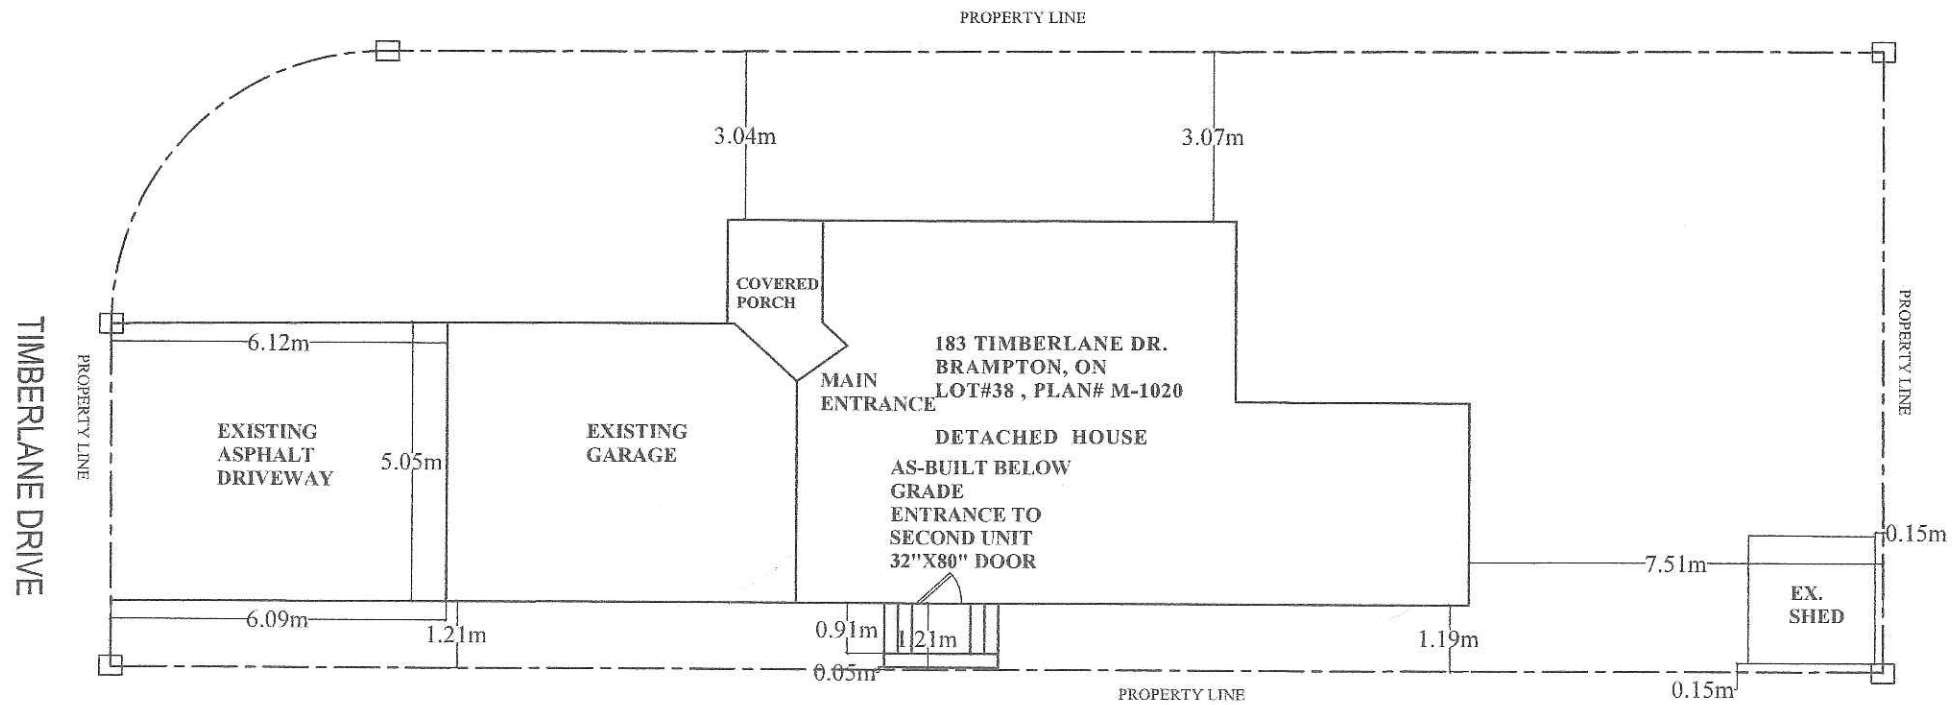 PROPERTY LINE
3.04m
3.07m
COVERED
PORCH
6.12m
183 TIMBERLANE DR.
BRAMPTON, ON
LOT#38 , PLAN# M-1020
MAIN
ENTRANCE
TIMBERLANE DRIVE
PROPERTY LINE
PROPERTY LINE
EXISTING
ASPHALT
DRIVEWAY
5.05m
EXISTING
GARAGE
DETACHED HOUSE
AS-BUILT BELOW
GRADE
ENTRANCE TO
SECOND UNIT
32"X80" DOOR
0.15m
7.51m
EX.
SHED
6.09m
1.21m
0.91m
1.21m
1.19m
0.05m
0.15m
PROPERTY LINE